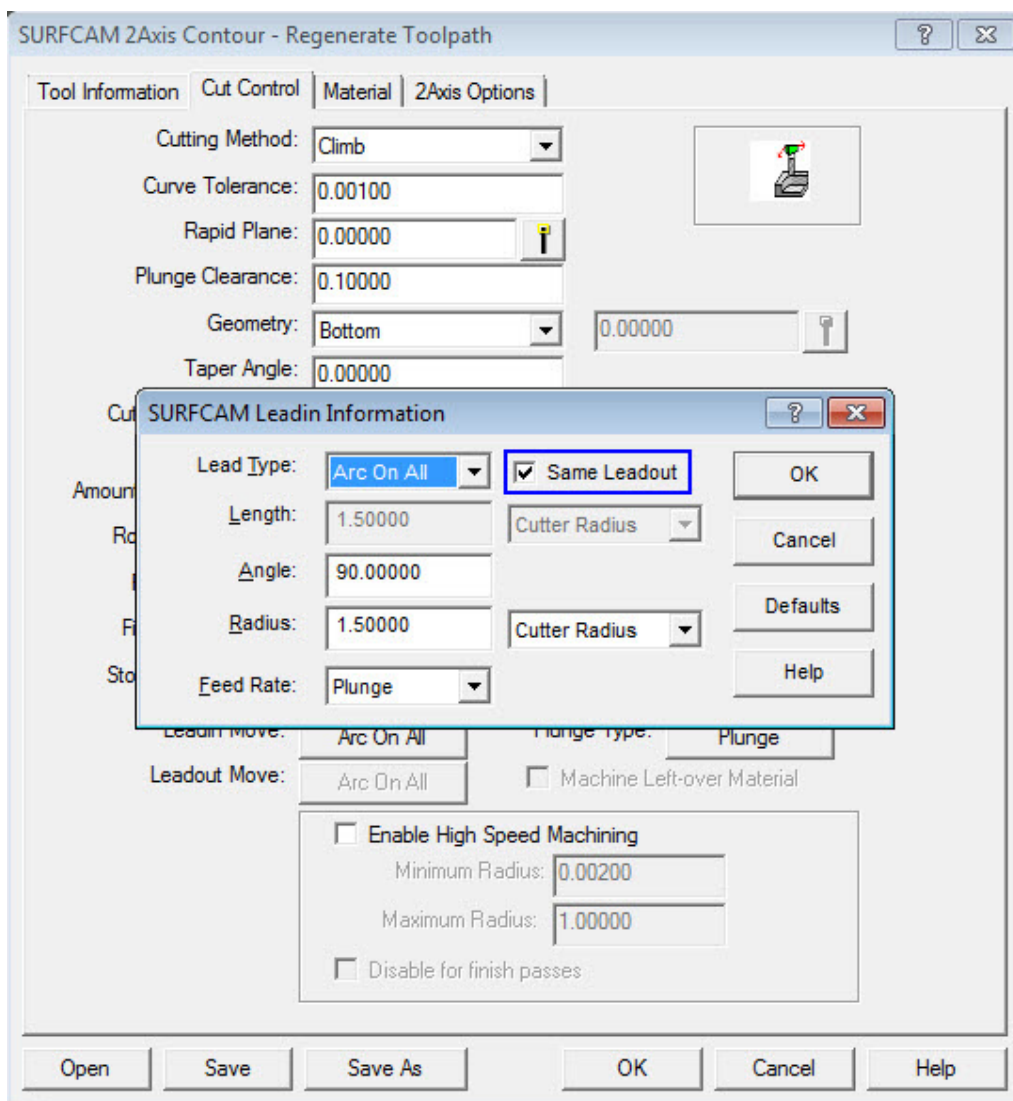 SURFCAM 2Axis Contour - Regenerate Toolpath
Tool Information Cut Control Material 2Axis Options
Cutting Method: Climb
Curve Tolerance: 0.00100
Rapid Plane: 0.00000
Plunge Clearance: 0.10000
Geometry: Bottom 0.00000
Taper Angle: 0.00000
SURFCAM Leadin Information
Lead Type: Arc On All Same Leadout OK
Length: 1.50000 Cutter Radius Cancel
Angle: 90.00000 Defaults
Radius: 1.50000 Cutter Radius
Feed Rate: Plunge Help
Amount
Leadin Move: Arc On All Plunge Type: Plunge
Leadout Move: Arc On All Machine Left-over Material
Enable High Speed Machining
Minimum Radius: 0.00200
Maximum Radius: 1.00000
Disable for finish passes
Open Save Save As OK Cancel Help